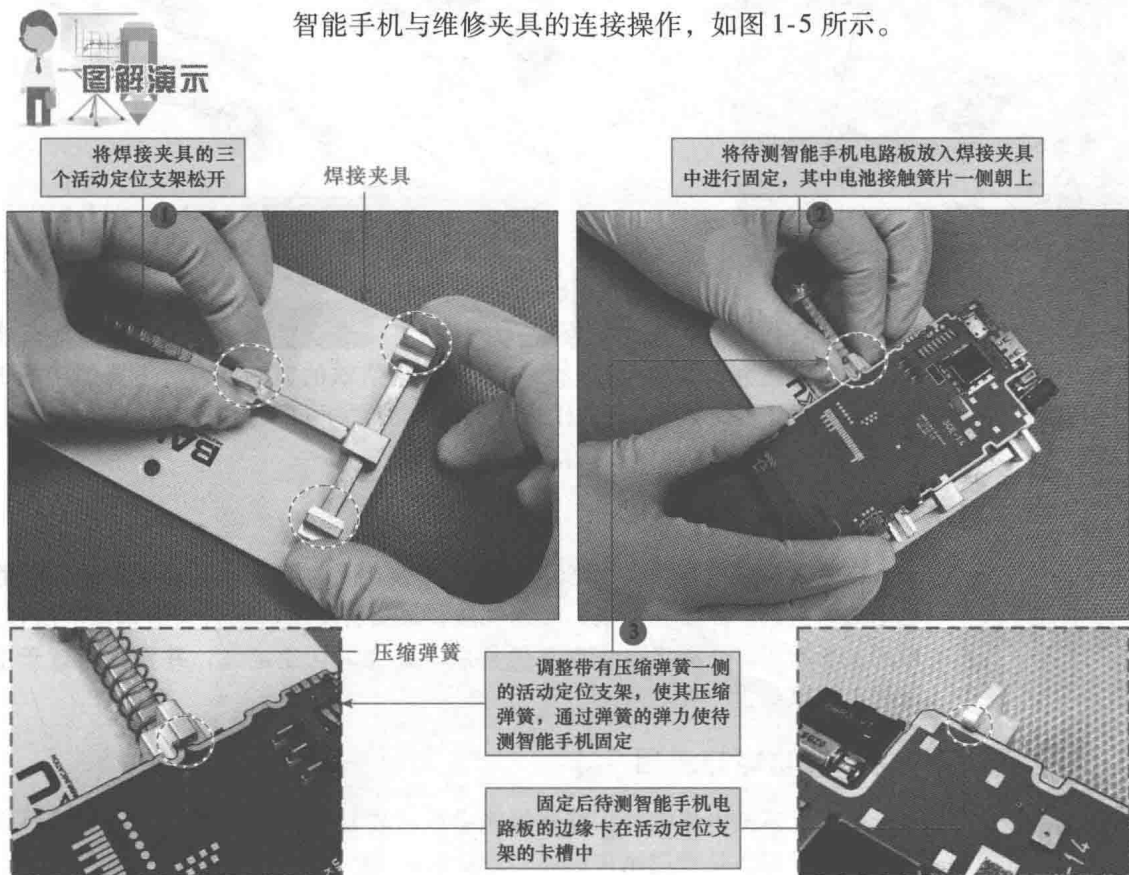 智能手机与维修夹具的连接操作，如图 1-5 所示。
图解演示
将焊接夹具的三
个活动定位支架松开
焊接夹具
将待测智能手机电路板放入焊接夹具
中进行固定，其中电池接触簧片一侧朝上
1
2
BA
3
压缩弹簧
调整带有压缩弹簧一侧
的活动定位支架，使其压缩
弹簧，通过弹簧的弹力使待
测智能手机固定
固定后待测智能手机电
路板的边缘卡在活动定位支
架的卡槽中